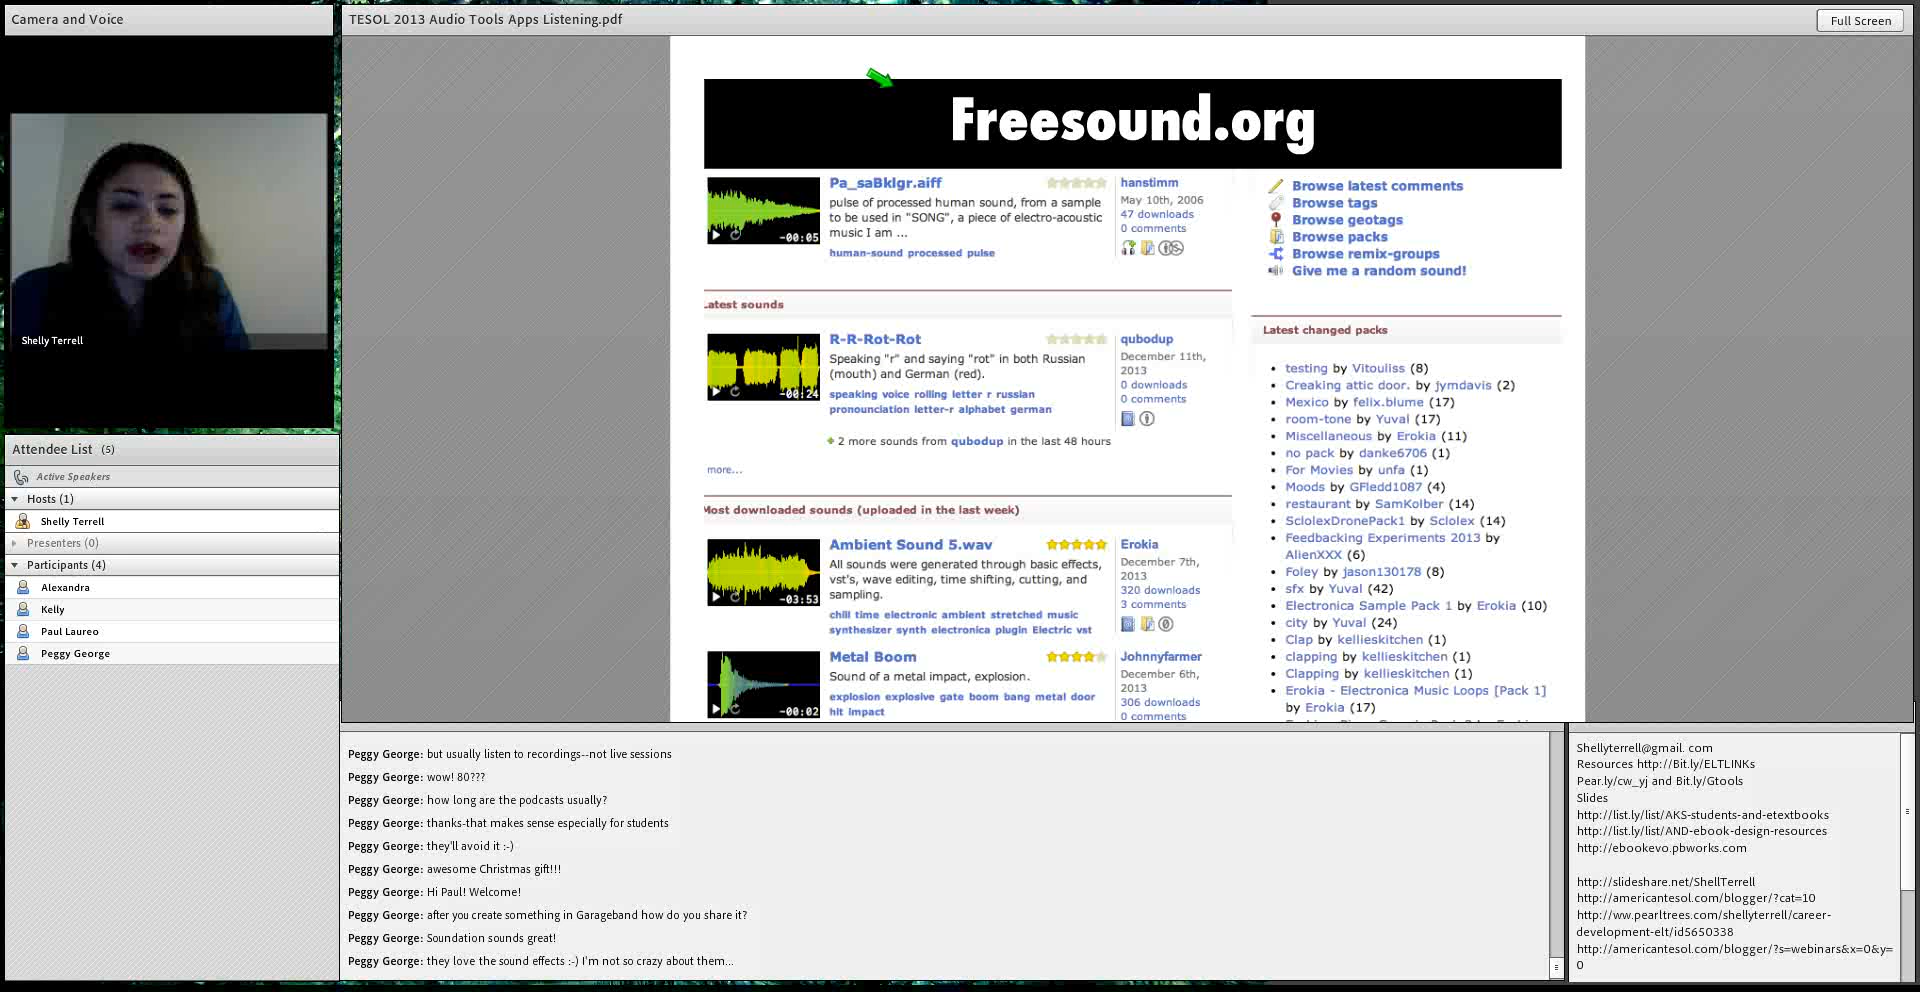 Camera and Voice
Shelly Terrell
Attendee List (5)
Active Speakers
Hosts (1)
Shelly Terrell
Presenters (0)
Participants (4)
Alexandra
Kelly
Paul Laureo
Peggy George
TESOL 2013 Audio Tools Apps Listening.pdf
Full Screen
Freesound.org
Pa_saBklgr.aiff
pulse of processed human sound, from a sample
to be used in "SONG", a piece of electro-acoustic
music I am ...
human-sound processed pulse
-00:05
hanstimm
May 10th, 2006
47 downloads
0 comments
Latest sounds
R-R-Rot-Rot
Speaking "r" and saying "rot" in both Russian
(mouth) and German (red).
speaking voice rolling letter r russian
pronounciation letter-r alphabet german
-00:24
qubodup
December 11th,
2013
0 downloads
0 comments
2 more sounds from qubodup in the last 48 hours
more...
Most downloaded sounds (uploaded in the last week)
Ambient Sound 5.wav
All sounds were generated through basic effects,
vst's, wave editing, time shifting, cutting, and
sampling.
chill time electronic ambient stretched music
synthesizer synth electronica plugin Electric vst
-03:53
Erokia
December 7th,
2013
320 downloads
3 comments
Metal Boom
Sound of a metal impact, explosion.
explosion explosive gate boom bang metal door
hit impact
-00:02
Johnnyfarmer
December 6th,
2013
306 downloads
0 comments
Browse latest comments
Browse tags
Browse geotags
Browse packs
Browse remix-groups
Give me a random sound!
Latest changed packs
testing by Vitouliss (8)
Creaking attic door. by jymdavis (2)
Mexico by felix.blume (17)
room-tone by Yuval (17)
Miscellaneous by Erokia (11)
no pack by danke6706 (1)
For Movies by unfa (1)
Moods by GFledd1087 (4)
restaurant by SamKolber (14)
SclolexDronePack1 by Sclolex (14)
Feedbacking Experiments 2013 by
AlienXXX (6)
Foley by jason130178 (8)
sfx by Yuval (42)
Electronica Sample Pack 1 by Erokia (10)
city by Yuval (24)
Clap by kellieskitchen (1)
clapping by kellieskitchen (1)
Clapping by kellieskitchen (1)
Erokia - Electronica Music Loops [Pack 1]
by Erokia (17)
Peggy George: but usually listen to recordings--not live sessions
Peggy George: wow! 80???
Peggy George: how long are the podcasts usually?
Peggy George: thanks-that makes sense especially for students
Peggy George: they'll avoid it :-)
Peggy George: awesome Christmas gift!!!
Peggy George: Hi Paul! Welcome!
Peggy George: after you create something in Garageband how do you share it?
Peggy George: Soundation sounds great!
Peggy George: they love the sound effects :-) I'm not so crazy about them...
Shellyterrell@gmail. com
Resources http://Bit.ly/ELTLINKs
Pear.ly/cw_yj and Bit.ly/Gtools
Slides
http://list.ly/list/AKS-students-and-etextbooks
http://list.ly/list/AND-ebook-design-resources
http://ebookevo.pbworks.com
http://slideshare.net/ShellTerrell
http://americantesol.com/blogger/?cat=10
http://ww.pearltrees.com/shellyterrell/career-
development-elt/id5650338
http://americantesol.com/blogger/?s=webinars&x=0&y=
0